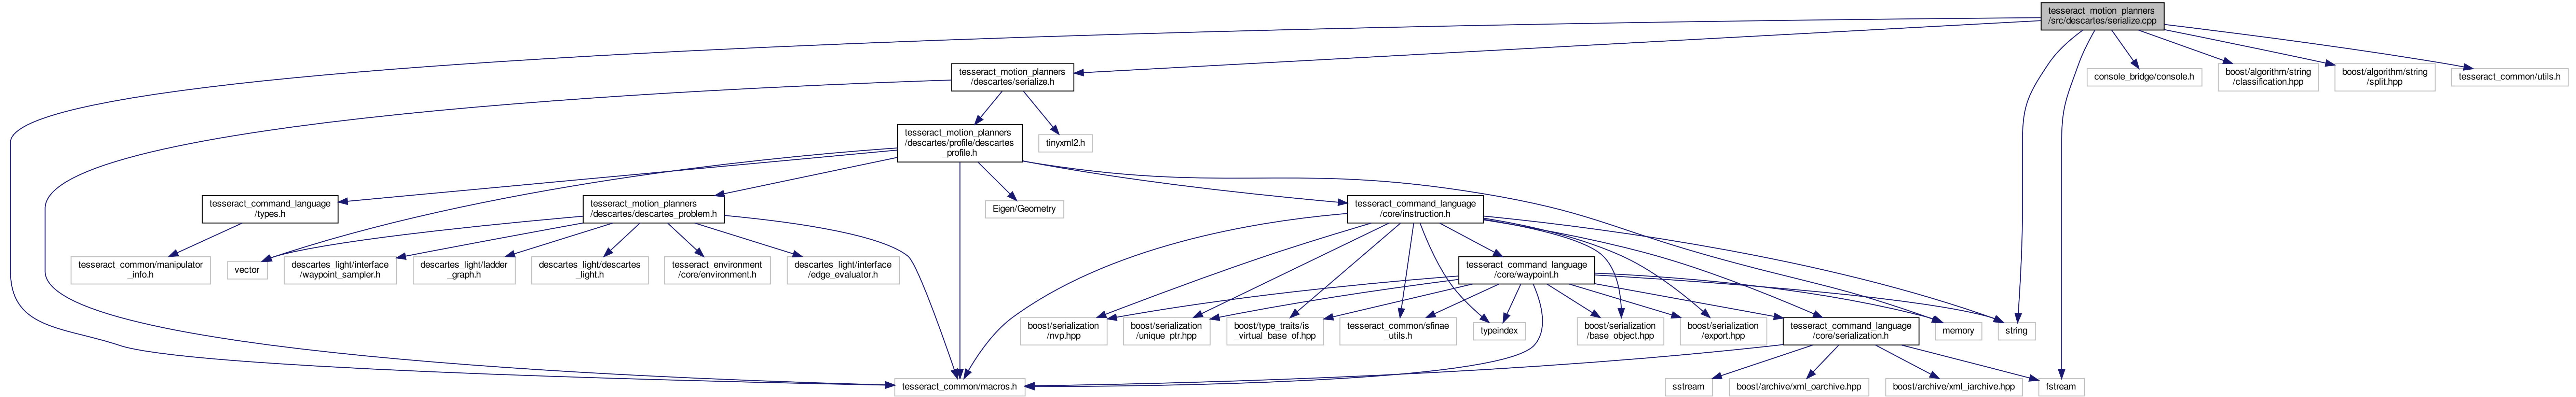 tesseract_motion_planners
/src/descartes/serialize.cpp
tesseract_motion_planners
/descartes/serialize.h
console_bridge/console.h
boost/algorithm/string
/classification.hpp
boost/algorithm/string
/split.hpp
tesseract_common/utils.h
tesseract_motion_planners
/descartes/profile/descartes
_profile.h
tinyxml2.h
tesseract_command_language
/types.h
tesseract_motion_planners
/descartes/descartes_problem.h
Eigen/Geometry
tesseract_command_language
/core/instruction.h
tesseract_common/manipulator
_info.h
vector
descartes_light/interface
/waypoint_sampler.h
descartes_light/ladder
_graph.h
descartes_light/descartes
_light.h
tesseract_environment
/core/environment.h
descartes_light/interface
/edge_evaluator.h
tesseract_command_language
/core/waypoint.h
boost/serialization
/nvp.hpp
boost/serialization
/unique_ptr.hpp
boost/type_traits/is
_virtual_base_of.hpp
tesseract_common/sfinae
_utils.h
typeindex
boost/serialization
/base_object.hpp
boost/serialization
/export.hpp
tesseract_command_language
/core/serialization.h
memory
string
tesseract_common/macros.h
sstream
boost/archive/xml_oarchive.hpp
boost/archive/xml_iarchive.hpp
fstream